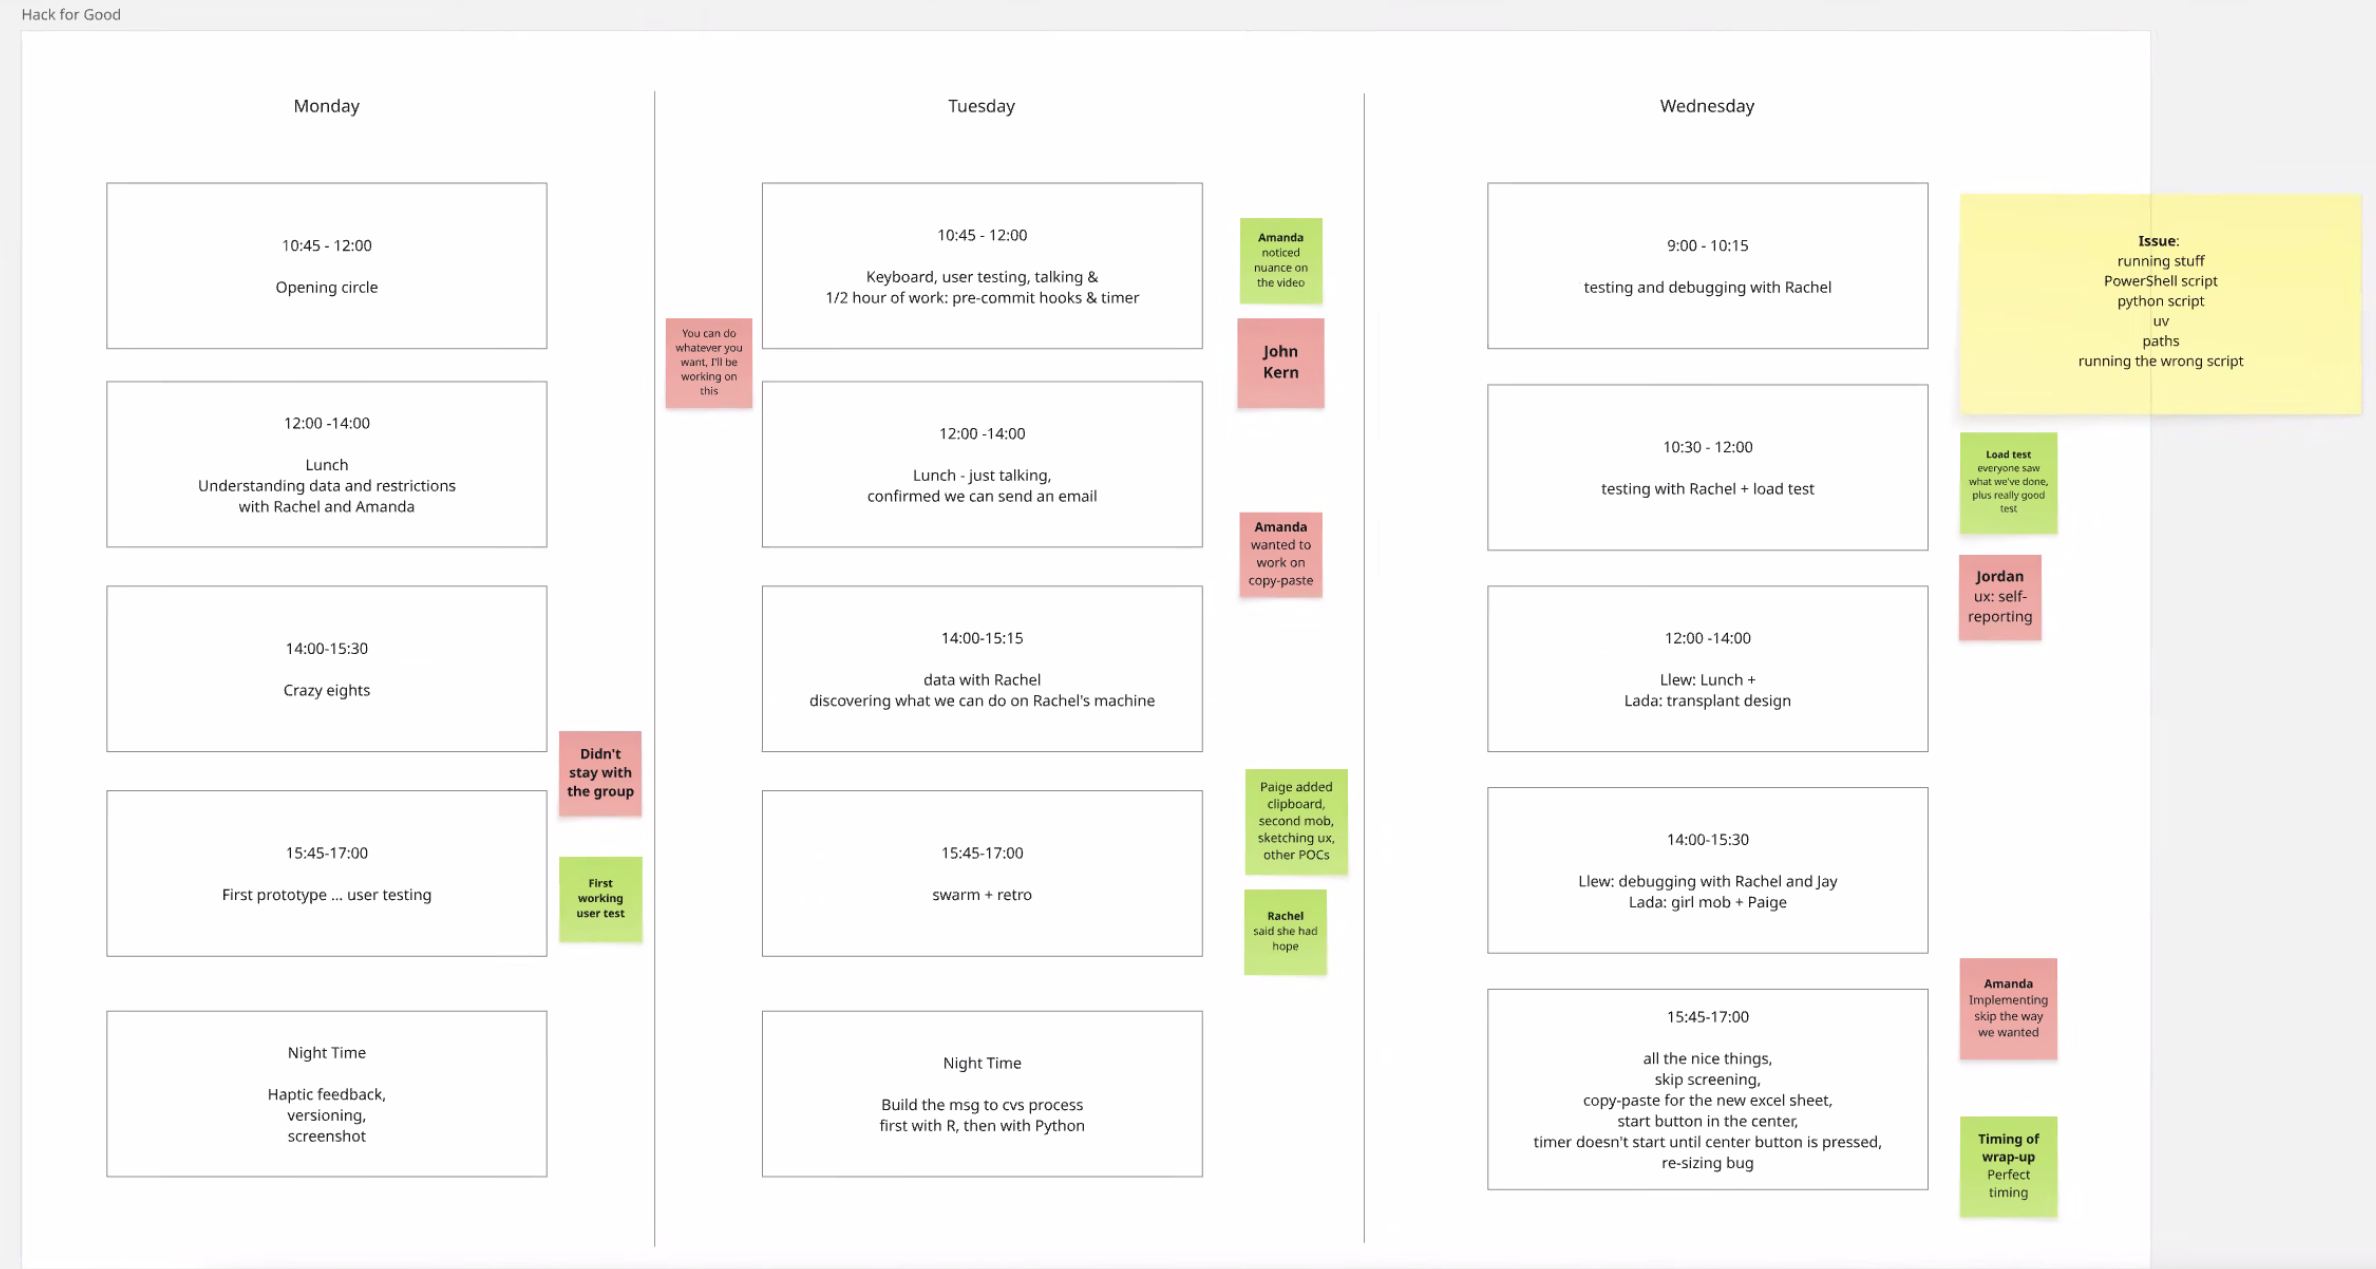 Hack for Good
Monday
10:45 - 12:00
Opening circle
12:00 -14:00
Lunch
Understanding data and restrictions
with Rachel and Amanda
14:00-15:30
Crazy eights
Didn't
stay with
the group
15:45-17:00
First prototype ... user testing
First
working
user test
Night Time
Haptic feedback,
versioning,
screenshot
Tuesday
10:45 - 12:00
Keyboard, user testing, talking &
1/2 hour of work: pre-commit hooks & timer
Amanda
noticed
nuance on
the video
You can do
whatever you
want, I'll be
working on
this
John
Kern
12:00 -14:00
Lunch - just talking,
confirmed we can send an email
Amanda
wanted to
work on
copy-paste
14:00-15:15
data with Rachel
discovering what we can do on Rachel's machine
Paige added
clipboard,
second mob,
sketching ux,
other POCs
15:45-17:00
swarm + retro
Rachel
said she had
hope
Night Time
Build the msg to cvs process
first with R, then with Python
Wednesday
9:00 - 10:15
testing and debugging with Rachel
Issue:
running stuff
PowerShell script
python script
uv
paths
running the wrong script
10:30 - 12:00
testing with Rachel + load test
Load test
everyone saw
what we've done,
plus really good
test
Jordan
ux: self-
reporting
12:00 -14:00
Llew: Lunch +
Lada: transplant design
14:00-15:30
Llew: debugging with Rachel and Jay
Lada: girl mob + Paige
Amanda
Implementing
skip the way
we wanted
15:45-17:00
all the nice things,
skip screening,
copy-paste for the new excel sheet,
start button in the center,
timer doesn't start until center button is pressed,
re-sizing bug
Timing of
wrap-up
Perfect
timing